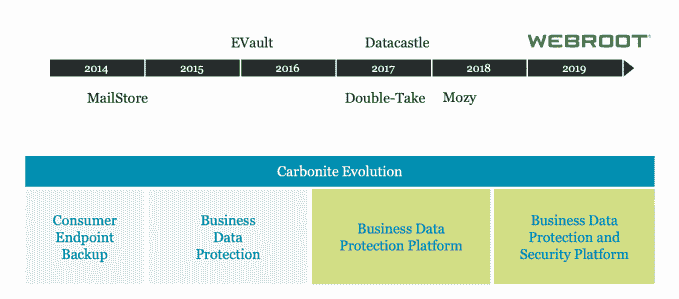 EVault Datacastle WEBROOT
2014 2015 2016 2017 2018 2019
MailStore Double-Take Mozy
Carbonite Evolution
Consumer
Endpoint
Backup
Business
Data
Protection
Business Data
Protection Platform
Business Data
Protection and
Security Platform